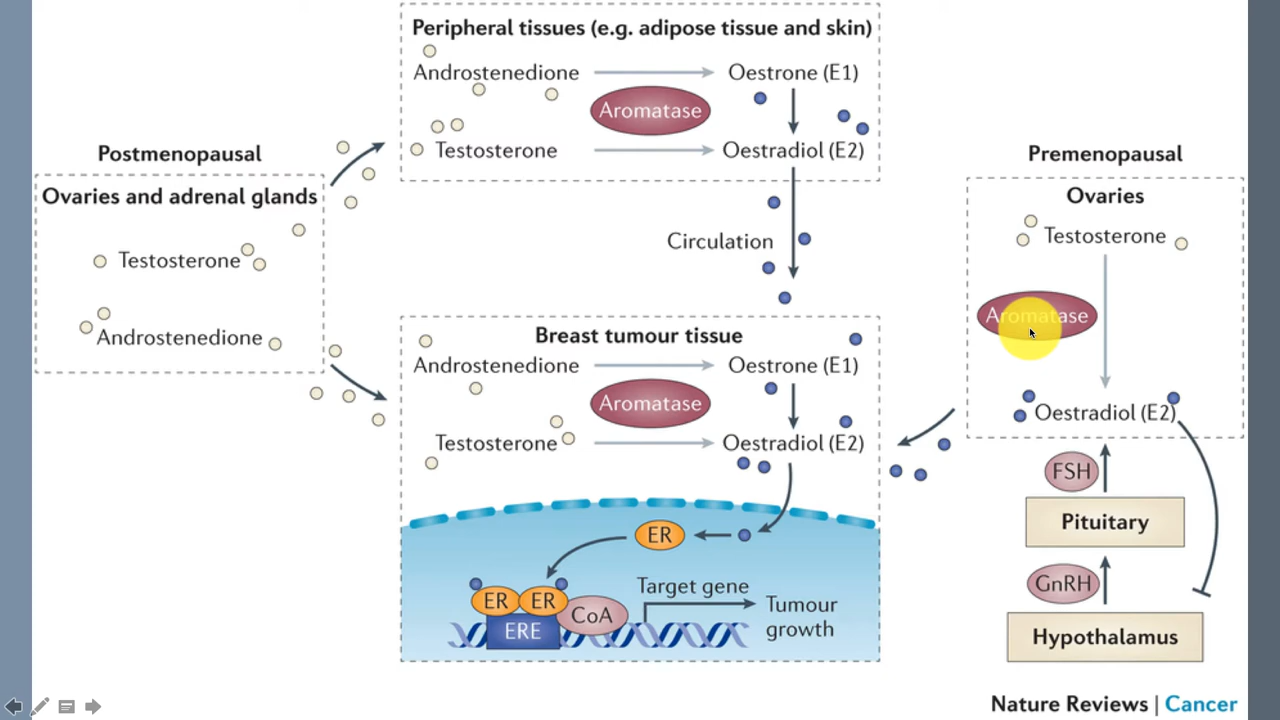 Peripheral tissues (e.g. adipose tissue and skin)
Androstenedione
Oestrone (E1)
Aromatase
Testosterone
Oestradiol (E2)
Postmenopausal
Ovaries and adrenal glands
Testosterone
Androstenedione
Circulation
Breast tumour tissue
Androstenedione
Oestrone (E1)
Aromatase
Testosterone
Oestradiol (E2)
ER
ER
ER
CoA
ERE
Target gene
Tumour
growth
Premenopausal
Ovaries
Testosterone
Aromatase
Oestradiol (E2)
FSH
Pituitary
GnRH
Hypothalamus
Nature Reviews | Cancer